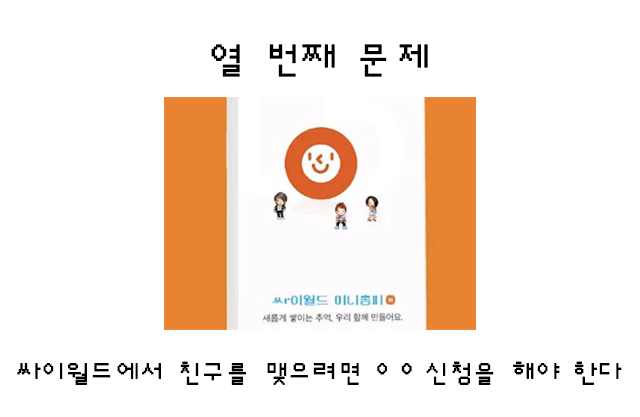 열 번째 문제
싸이월드 미니홈피
새롭게 쌓이는 추억, 우리 함께 만들어요.
싸이월드에서 친구를 맺으려면 ㅇㅇ신청을 해야 한다